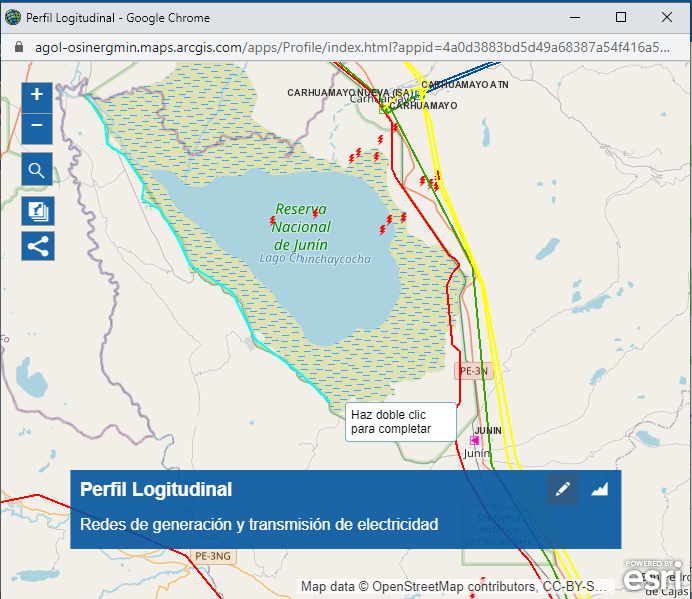 Perfil Logitudinal - Google Chrome
agol-osinergmin.maps.arcgis.com/apps/Profile/index.html?appid=4a0d3883bd5d49a68387a54f416a5...
+
CARHUAMAYO ATN
CARHUAMAYO NUEVA (ISA)
Carhuamayo
CARHUAMAYO
−
Reserva
Nacional
de Junín
Lago Chinchaycocha
PE-3N
Haz doble clic
para completar
JUNIN
Junín
Perfil Logitudinal
Redes de generación y transmisión de electricidad
Santuario
Histórico
de Chacamarca
PE-3NG
POWERED BY
esri
Map data © OpenStreetMap contributors, CC-BY-S...
de Cajas